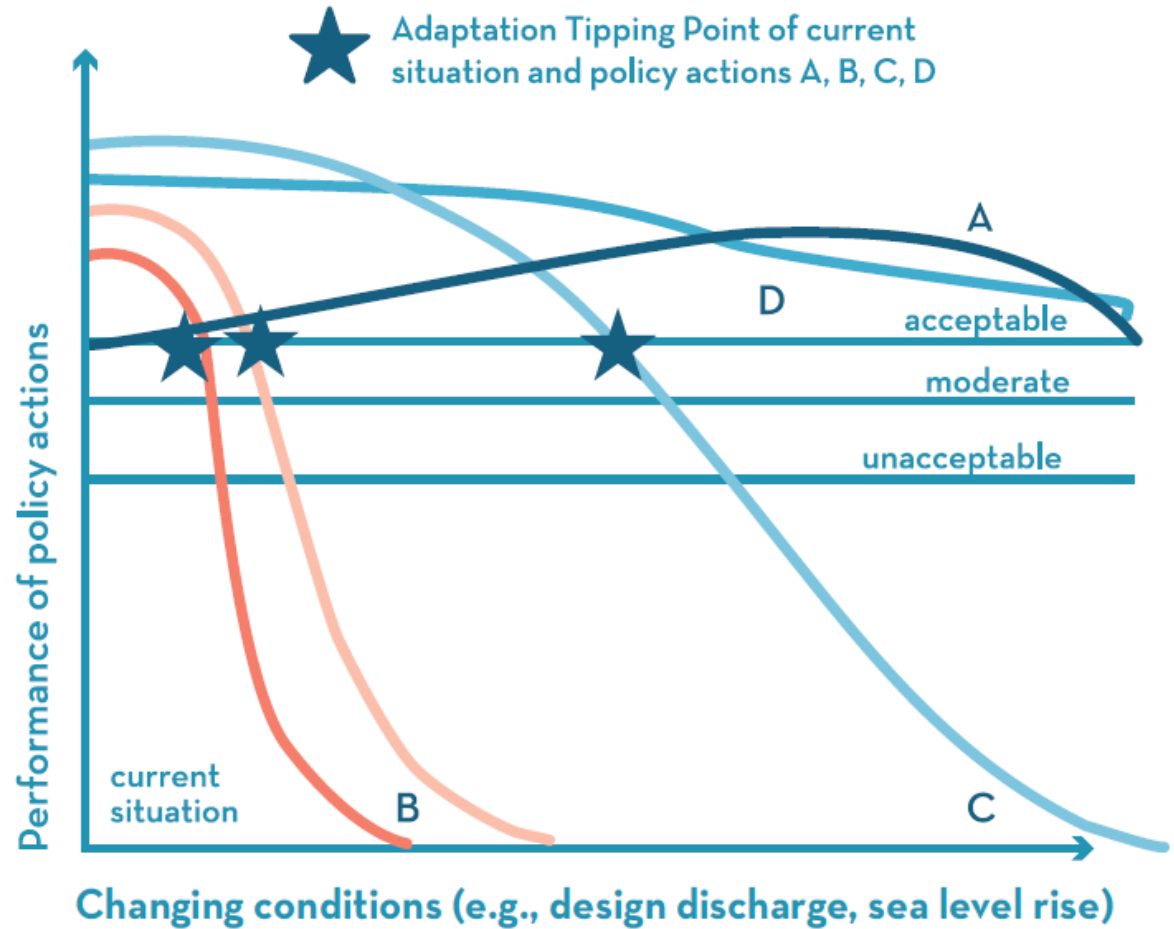 Adaptation Tipping Point of current
situation and policy actions A, B, C, D
A
D
acceptable
moderate
unacceptable
Performance of policy actions
current
situation
B
C
Changing conditions (e.g., design discharge, sea level rise)